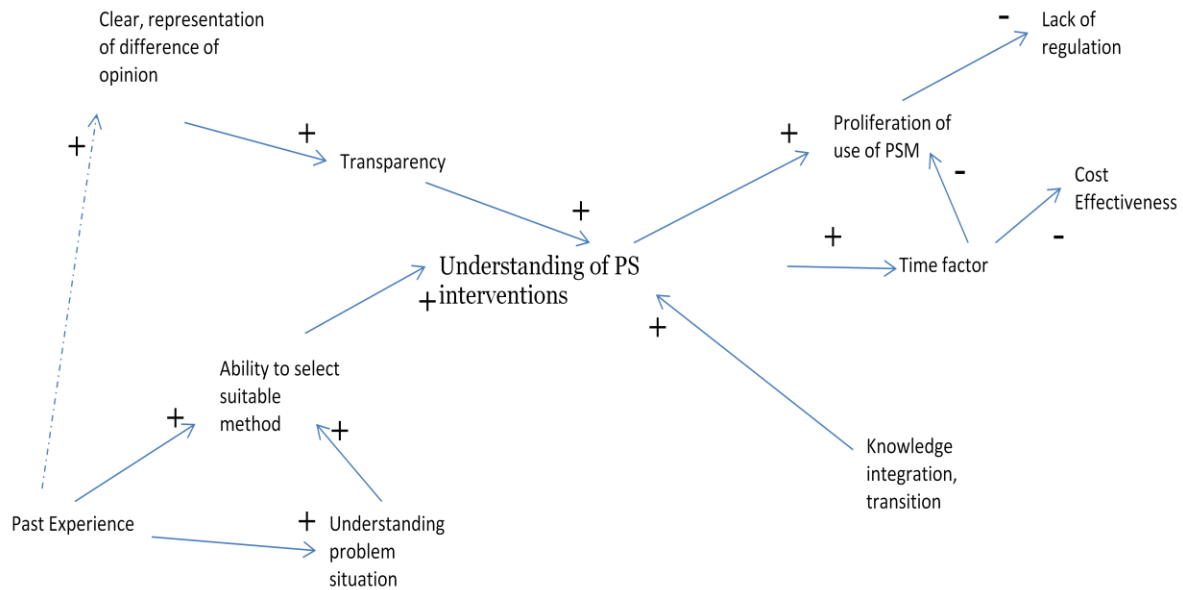 Clear, representation
of difference of
opinion
-
Lack of
regulation
+
+
Transparency
+
Proliferation of
use of PSM
-
Cost
Effectiveness
+
Understanding of PS
interventions
+
+
Time factor
-
+
Ability to select
suitable
method
+
+
Knowledge
integration,
transition
Past Experience
+
Understanding
problem
situation